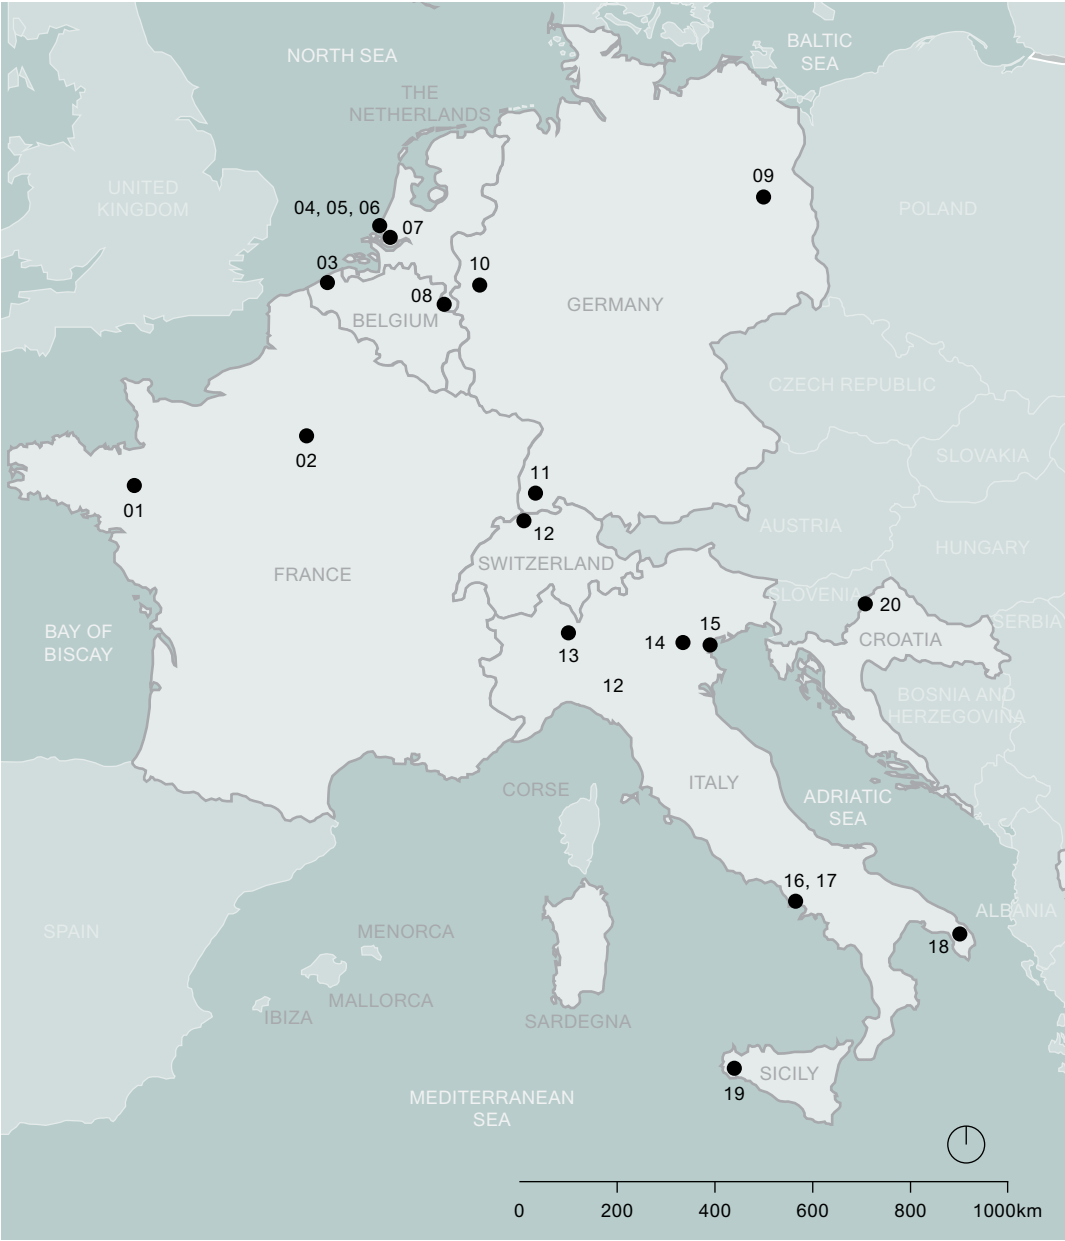 NORTH SEA
BALTIC
SEA
THE
NETHERLANDS
UNITED
KINGDOM
09
POLAND
04, 05, 06
07
03
10
08
GERMANY
BELGIUM
CZECH REPUBLIC
02
SLOVAKIA
11
01
12
AUSTRIA
HUNGARY
SWITZERLAND
FRANCE
SLOVENIA
20
SERBIA
15
BAY OF
BISCAY
14
CROATIA
13
12
BOSNIA AND
HERZEGOVINA
ITALY
CORSE
ADRIATIC
SEA
16, 17
ALBANIA
SPAIN
MENORCA
18
MALLORCA
IBIZA
SARDEGNA
SICILY
19
MEDITERRANEAN
SEA
0 200 400 600 800 1000km